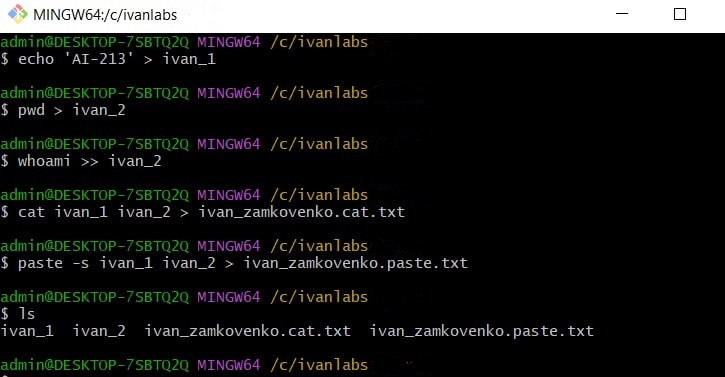 MINGW64:/c/ivanlabs
admin@DESKTOP-7SBTQ2Q MINGW64 /c/ivanlabs
$ echo 'AI-213' > ivan_1
admin@DESKTOP-7SBTQ2Q MINGW64 /c/ivanlabs
$ pwd > ivan_2
admin@DESKTOP-7SBTQ2Q MINGW64 /c/ivanlabs
$ whoami >> ivan_2
admin@DESKTOP-7SBTQ2Q MINGW64 /c/ivanlabs
$ cat ivan_1 ivan_2 > ivan_zamkovenko.cat.txt
admin@DESKTOP-7SBTQ2Q MINGW64 /c/ivanlabs
$ paste -s ivan_1 ivan_2 > ivan_zamkovenko.paste.txt
admin@DESKTOP-7SBTQ2Q MINGW64 /c/ivanlabs
$ ls
ivan_1  ivan_2  ivan_zamkovenko.cat.txt  ivan_zamkovenko.paste.txt
admin@DESKTOP-7SBTQ2Q MINGW64 /c/ivanlabs